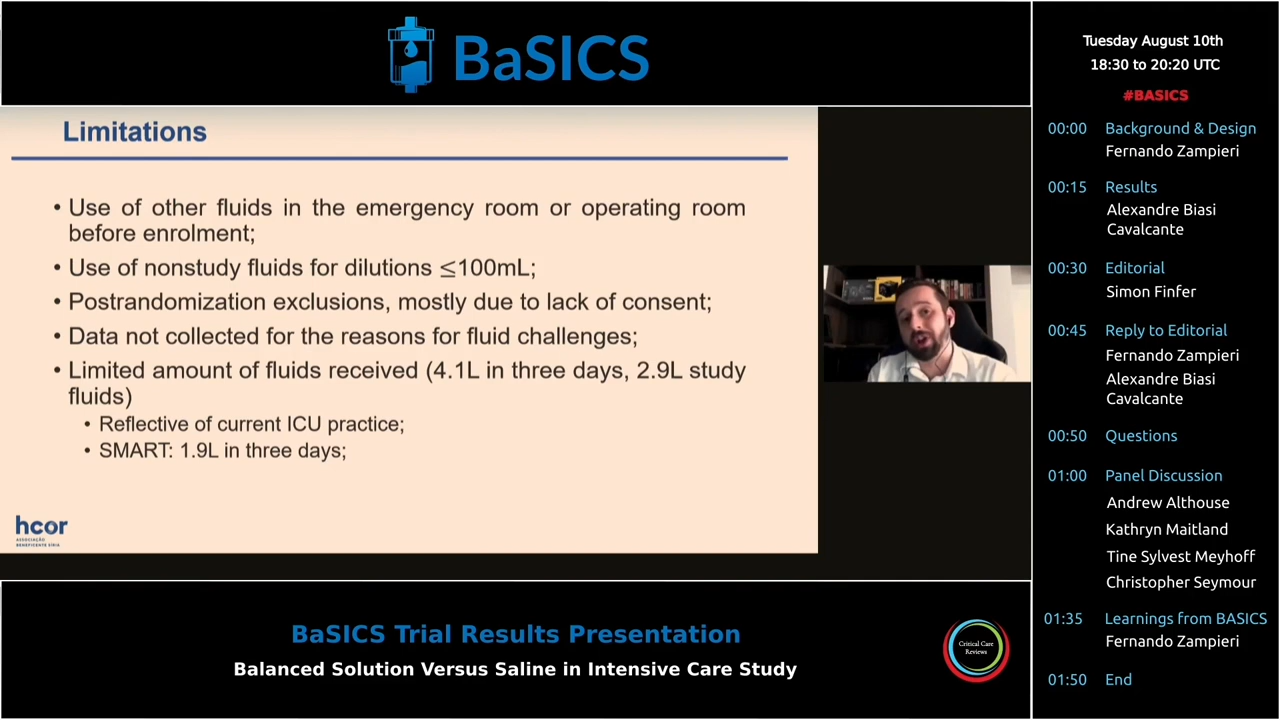 BaSICS
Limitations
• Use of other fluids in the emergency room or operating room
before enrolment;
• Use of nonstudy fluids for dilutions ≤100mL;
• Postrandomization exclusions, mostly due to lack of consent;
• Data not collected for the reasons for fluid challenges;
• Limited amount of fluids received (4.1L in three days, 2.9L study
fluids)
• Reflective of current ICU practice;
• SMART: 1.9L in three days;
hcor
ASSOCIAÇÃO
BENEFICENTE SÍRIA
BaSICS Trial Results Presentation
Balanced Solution Versus Saline in Intensive Care Study
Critical Care
Reviews
Tuesday August 10th
18:30 to 20:20 UTC
#BASICS
00:00 Background & Design
Fernando Zampieri
00:15 Results
Alexandre Biasi
Cavalcante
00:30 Editorial
Simon Finfer
00:45 Reply to Editorial
Fernando Zampieri
Alexandre Biasi
Cavalcante
00:50 Questions
01:00 Panel Discussion
Andrew Althouse
Kathryn Maitland
Tine Sylvest Meyhoff
Christopher Seymour
01:35 Learnings from BASICS
Fernando Zampieri
01:50 End